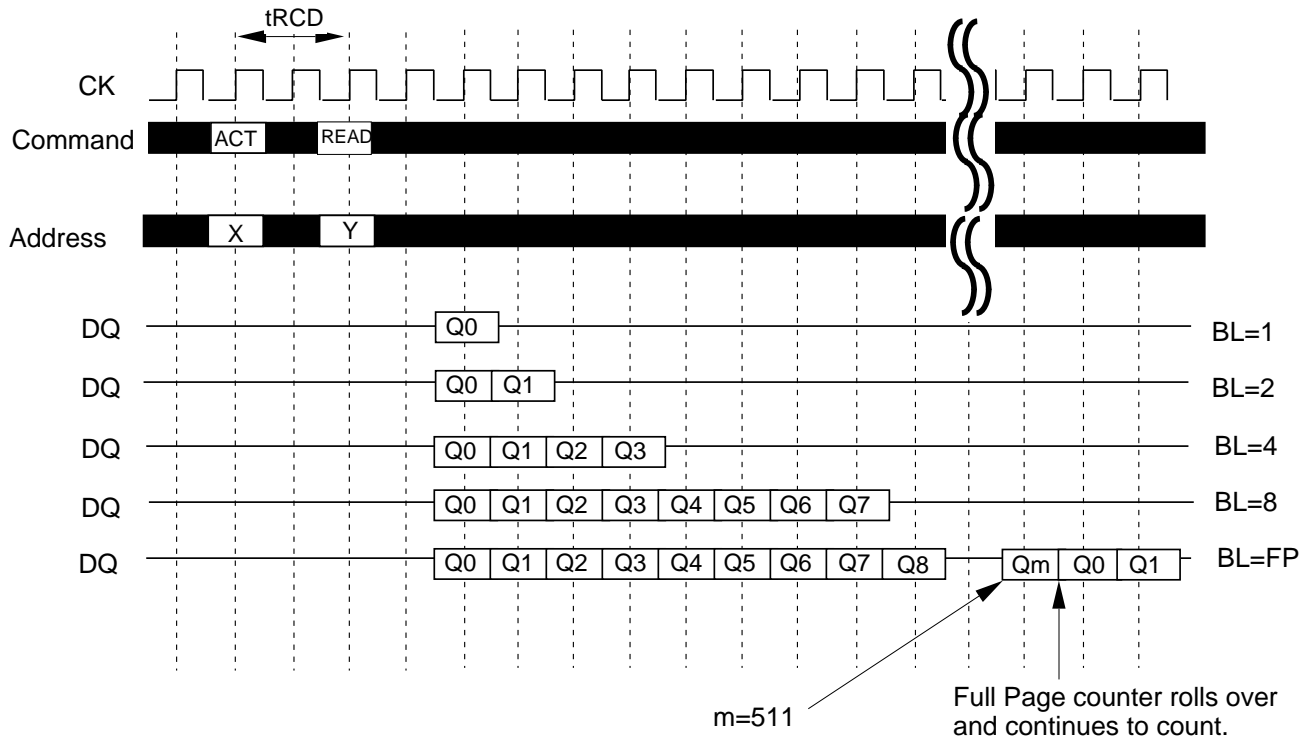 tRCD
CK
Command ACT READ
Address X Y
DQ Q0 BL=1
DQ Q0 Q1 BL=2
DQ Q0 Q1 Q2 Q3 BL=4
DQ Q0 Q1 Q2 Q3 Q4 Q5 Q6 Q7 BL=8
DQ Q0 Q1 Q2 Q3 Q4 Q5 Q6 Q7 Q8 Qm Q0 Q1 BL=FP
m=511
Full Page counter rolls over
and continues to count.